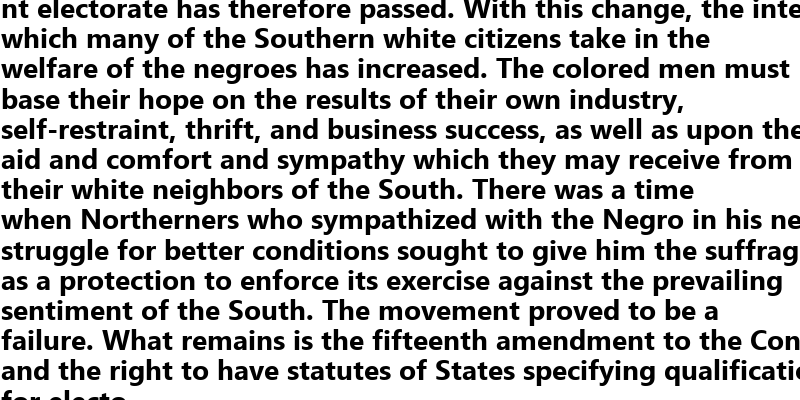 nt electorate has therefore passed. With this change, the inte
which many of the Southern white citizens take in the
welfare of the negroes has increased. The colored men must
base their hope on the results of their own industry,
self-restraint, thrift, and business success, as well as upon the
aid and comfort and sympathy which they may receive from
their white neighbors of the South. There was a time
when Northerners who sympathized with the Negro in his ne
struggle for better conditions sought to give him the suffrag
as a protection to enforce its exercise against the prevailing
sentiment of the South. The movement proved to be a
failure. What remains is the fifteenth amendment to the Con
and the right to have statutes of States specifying qualificatio
for electo